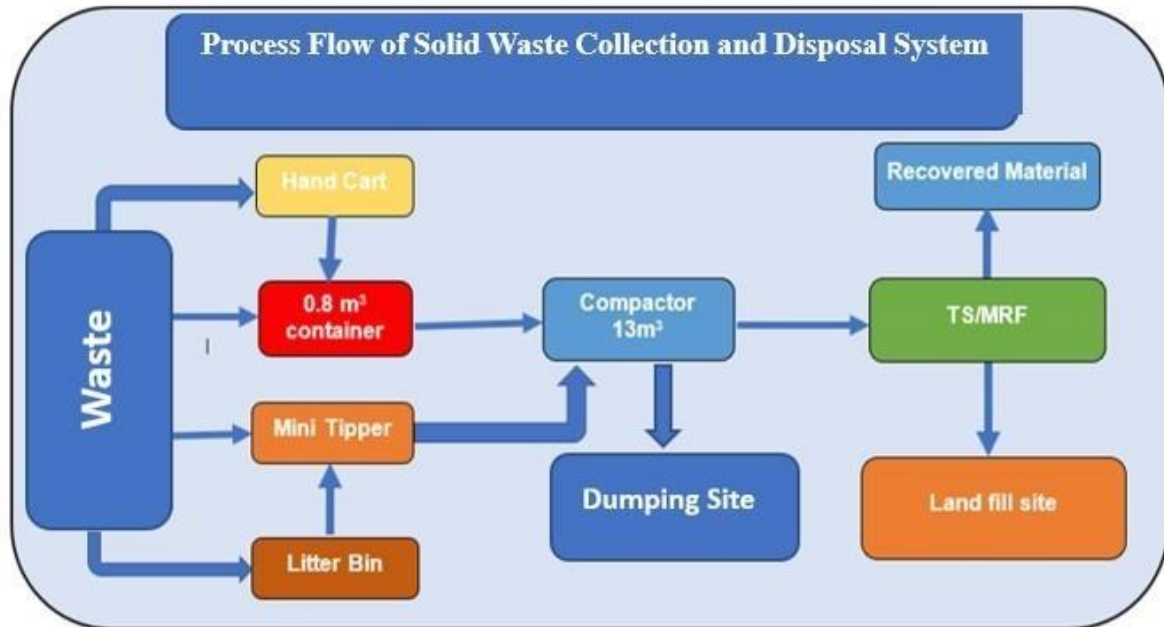 Process Flow of Solid Waste Collection and Disposal System
Hand Cart
Recovered Material
Waste
0.8 m³
container
Compactor
13m³
TS/MRF
Mini Tipper
Dumping Site
Land fill site
Litter Bin